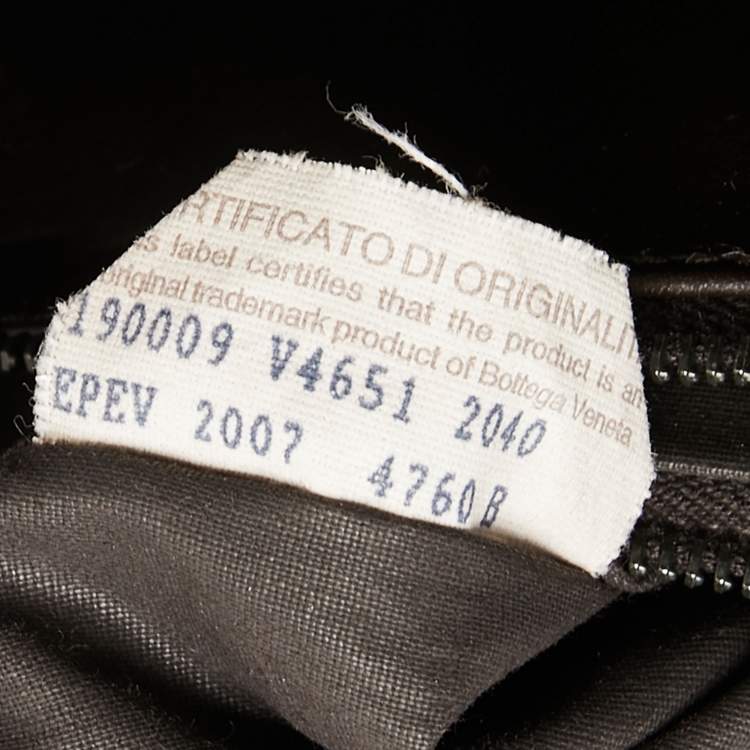 RTIFICATO DI ORIGINALIT
s label certifies that the product is an
original trademark product of Bottega Veneta
190009 V4651 2040
EPEV 2007 4760B